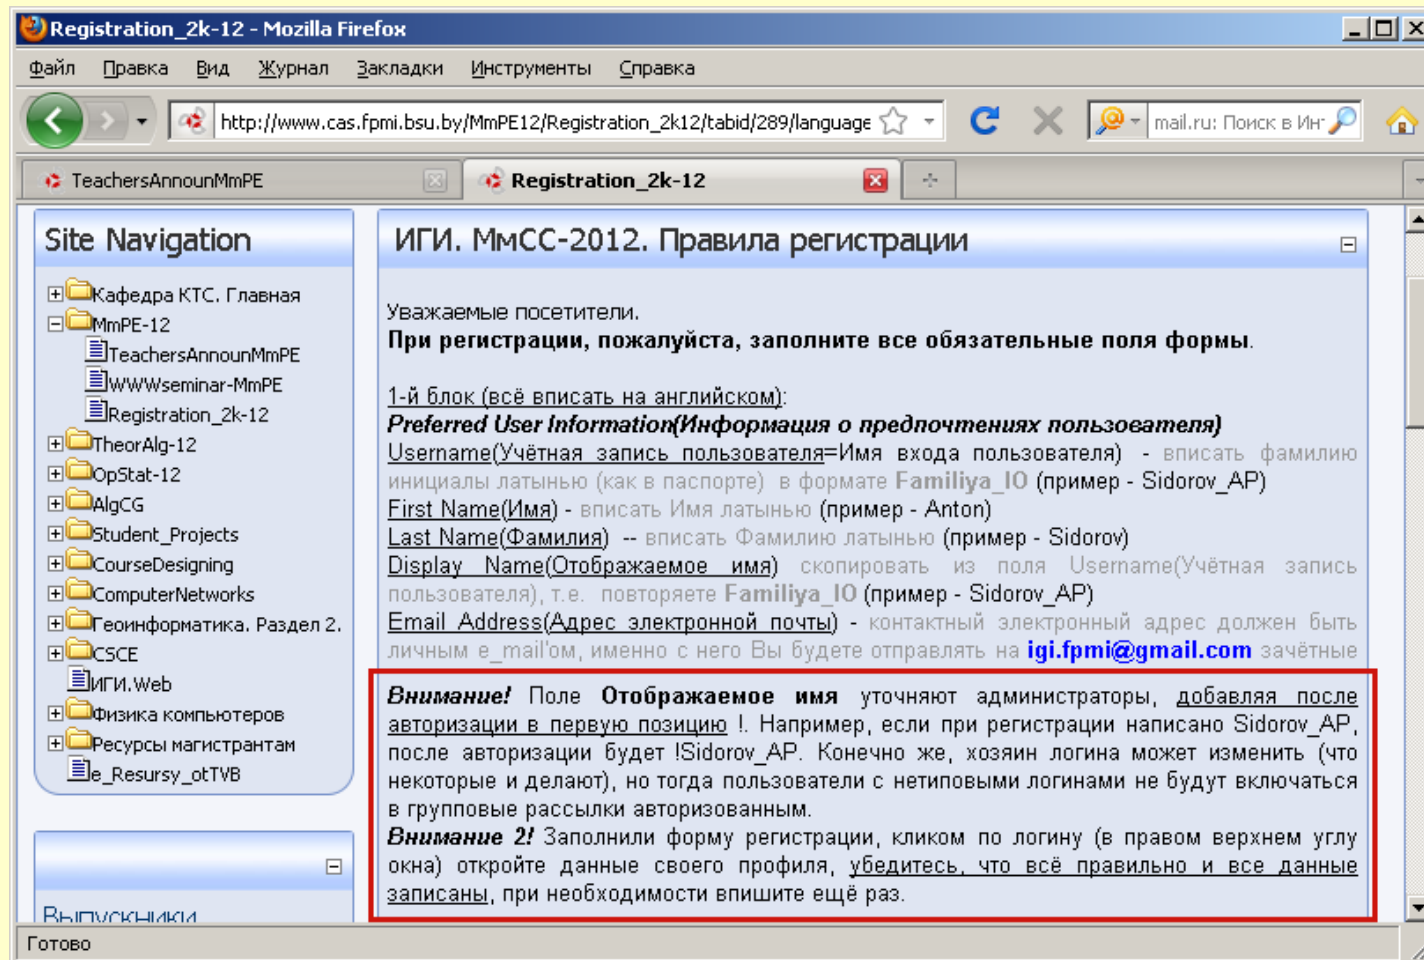 Registration_2k-12 - Mozilla Firefox
Файл Правка Вид Журнал Закладки Инструменты Справка
http://www.cas.fpmi.bsu.by/MmPE12/Registration_2k12/tabid/289/language
mail.ru: Поиск в Инт
TeachersAnnounMmPE
Registration_2k-12
Site Navigation
Кафедра КТС. Главная
MmPE-12
TeachersAnnounMmPE
WWWseminar-MmPE
Registration_2k-12
TheorAlg-12
OpStat-12
AlgCG
Student_Projects
CourseDesigning
ComputerNetworks
Геоинформатика. Раздел 2.
CSCE
ИГИ.Web
Физика компьютеров
Ресурсы магистрантам
e_Resursy_otTVB
Выпускники
ИГИ. МмСС-2012. Правила регистрации
Уважаемые посетители.
При регистрации, пожалуйста, заполните все обязательные поля формы.
1-й блок (всё вписать на английском):
Preferred User Information(Информация о предпочтениях пользователя)
Username(Учётная запись пользователя=Имя входа пользователя) - вписать фамилию
инициалы латынью (как в паспорте) в формате Familiya_IO (пример - Sidorov_AP)
First Name(Имя) - вписать Имя латынью (пример - Anton)
Last Name(Фамилия) -- вписать Фамилию латынью (пример - Sidorov)
Display Name(Отображаемое имя) скопировать из поля Username(Учётная запись
пользователя), т.е. повторяете Familiya_IO (пример - Sidorov_AP)
Email Address(Адрес электронной почты) - контактный электронный адрес должен быть
личным e_mail'ом, именно с него Вы будете отправлять на igi.fpmi@gmail.com зачётные
Внимание! Поле Отображаемое имя уточняют администраторы, добавляя после
авторизации в первую позицию !. Например, если при регистрации написано Sidorov_AP,
после авторизации будет !Sidorov_AP. Конечно же, хозяин логина может изменить (что
некоторые и делают), но тогда пользователи с нетиповыми логинами не будут включаться
в групповые рассылки авторизованным.
Внимание 2! Заполнили форму регистрации, кликом по логину (в правом верхнем углу
окна) откройте данные своего профиля, убедитесь, что всё правильно и все данные
записаны, при необходимости впишите ещё раз.
Готово